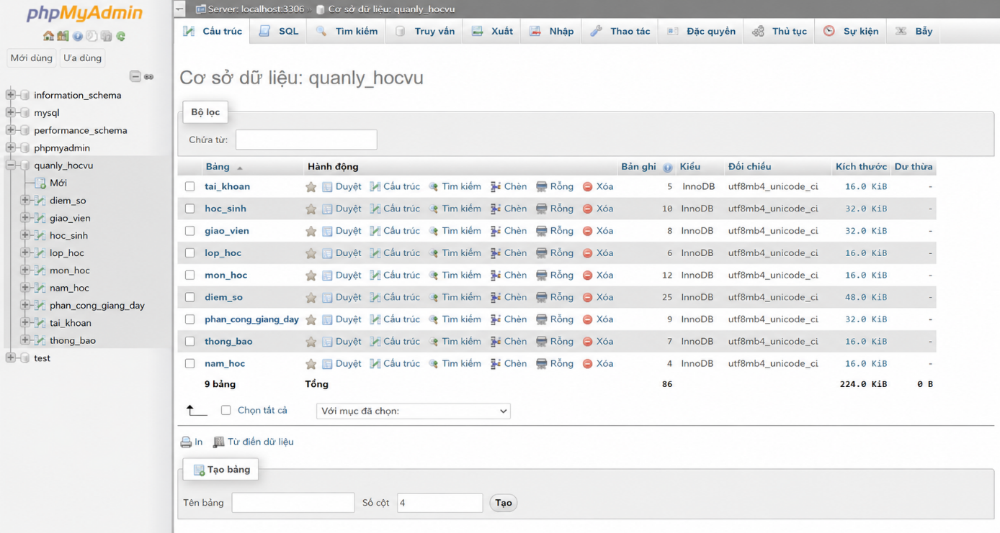 phpMyAdmin
Mới dùng Ưa dùng
information_schema
mysql
performance_schema
phpmyadmin
quanly_hocvu
Mới
diem_so
giao_vien
hoc_sinh
lop_hoc
mon_hoc
nam_hoc
phan_cong_giang_day
tai_khoan
thong_bao
test
Server: localhost:3306 » Cơ sở dữ liệu: quanly_hocvu
Cấu trúc SQL Tìm kiếm Truy vấn Xuất Nhập Thao tác Đặc quyền Thủ tục Sự kiện Bẫy
Cơ sở dữ liệu: quanly_hocvu
Bộ lọc
Chứa từ:
Bảng Hành động Bản ghi Kiểu Đối chiếu Kích thước Dư thừa
tai_khoan Duyệt Cấu trúc Tìm kiếm Chèn Rỗng Xóa 5 InnoDB utf8mb4_unicode_ci 16.0 KiB -
hoc_sinh Duyệt Cấu trúc Tìm kiếm Chèn Rỗng Xóa 10 InnoDB utf8mb4_unicode_ci 32.0 KiB -
giao_vien Duyệt Cấu trúc Tìm kiếm Chèn Rỗng Xóa 8 InnoDB utf8mb4_unicode_ci 32.0 KiB -
lop_hoc Duyệt Cấu trúc Tìm kiếm Chèn Rỗng Xóa 6 InnoDB utf8mb4_unicode_ci 16.0 KiB -
mon_hoc Duyệt Cấu trúc Tìm kiếm Chèn Rỗng Xóa 12 InnoDB utf8mb4_unicode_ci 16.0 KiB -
diem_so Duyệt Cấu trúc Tìm kiếm Chèn Rỗng Xóa 25 InnoDB utf8mb4_unicode_ci 48.0 KiB -
phan_cong_giang_day Duyệt Cấu trúc Tìm kiếm Chèn Rỗng Xóa 9 InnoDB utf8mb4_unicode_ci 32.0 KiB -
thong_bao Duyệt Cấu trúc Tìm kiếm Chèn Rỗng Xóa 7 InnoDB utf8mb4_unicode_ci 16.0 KiB -
nam_hoc Duyệt Cấu trúc Tìm kiếm Chèn Rỗng Xóa 4 InnoDB utf8mb4_unicode_ci 16.0 KiB -
9 bảng Tổng 86 224.0 KiB 0 B
Chọn tất cả Với mục đã chọn:
In Từ điển dữ liệu
Tạo bảng
Tên bảng Số cột 4 Tạo